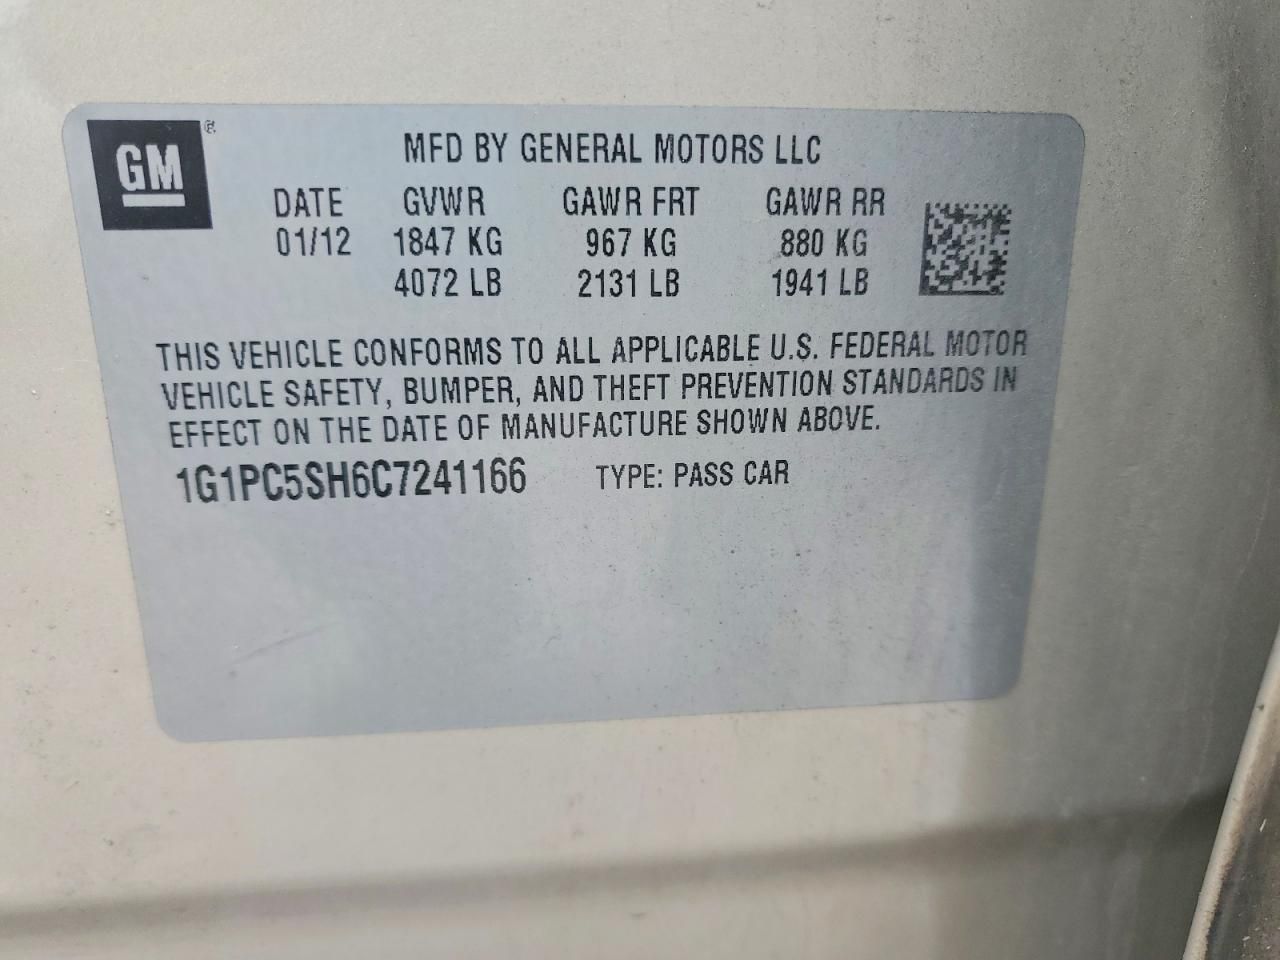 GM ®
MFD BY GENERAL MOTORS LLC
DATE GVWR GAWR FRT GAWR RR
01/12 1847 KG 967 KG 880 KG
4072 LB 2131 LB 1941 LB
THIS VEHICLE CONFORMS TO ALL APPLICABLE U.S. FEDERAL MOTOR
VEHICLE SAFETY, BUMPER, AND THEFT PREVENTION STANDARDS IN
EFFECT ON THE DATE OF MANUFACTURE SHOWN ABOVE.
1G1PC5SH6C7241166 TYPE: PASS CAR